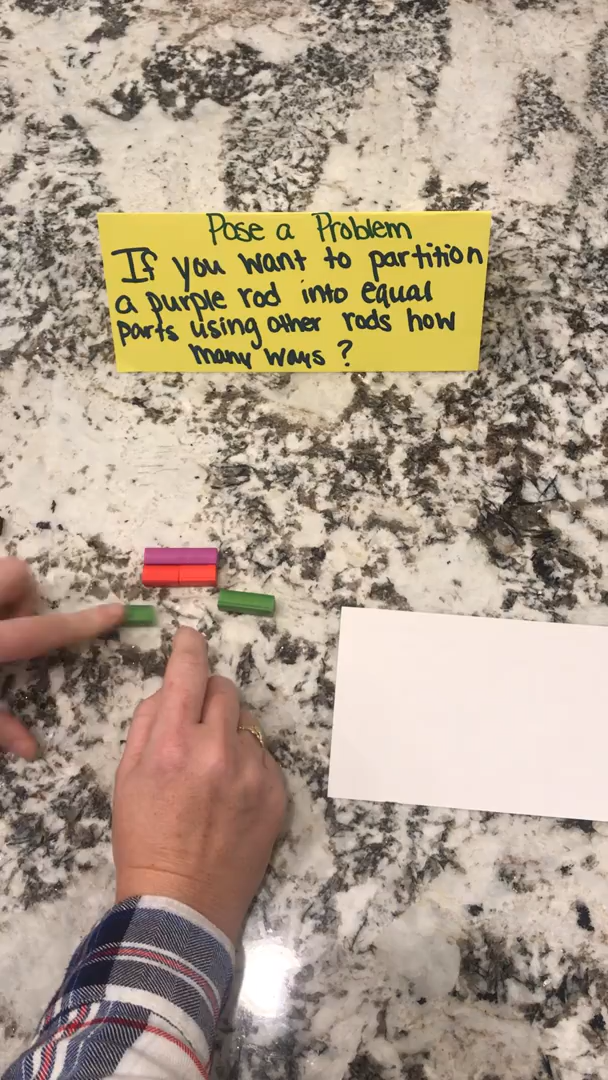 Pose a Problem
If you want to partition
a purple rod into equal
parts using other rods how
many ways ?